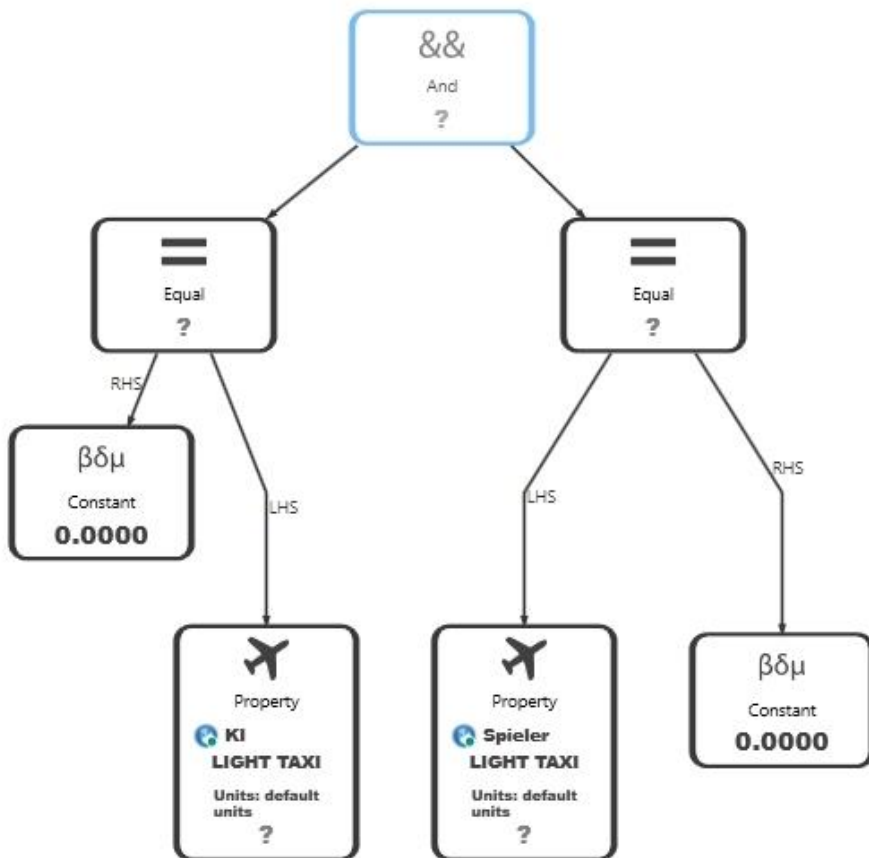 &&
And
?
=
Equal
?
=
Equal
?
RHS
LHS
LHS
RHS
βδμ
Constant
0.0000
Property
KI
LIGHT TAXI
Units: default
units
?
Property
Spieler
LIGHT TAXI
Units: default
units
?
βδμ
Constant
0.0000